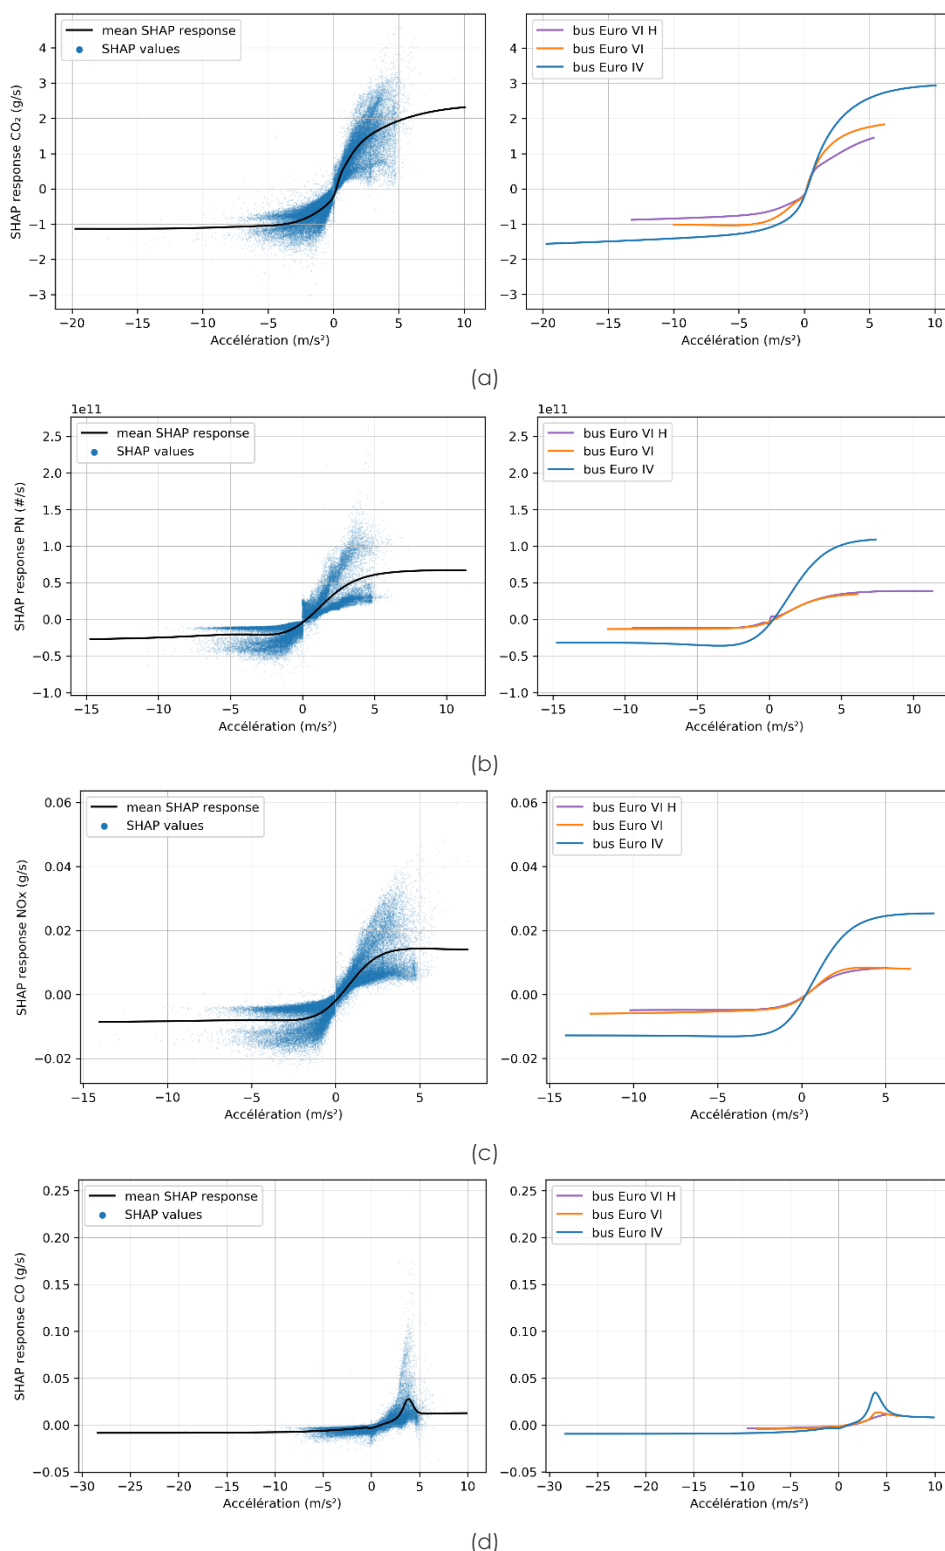 mean SHAP response
SHAP values
SHAP response CO₂ (g/s)
4
3
2
1
0
−1
−2
−3
−20 −15 −10 −5 0 5 10
Accélération (m/s²)
bus Euro VI H
bus Euro VI
bus Euro IV
4
3
2
1
0
−1
−2
−3
−20 −15 −10 −5 0 5 10
Accélération (m/s²)
(a)
1e11
mean SHAP response
SHAP values
SHAP response PN (#/s)
2.5
2.0
1.5
1.0
0.5
0.0
−0.5
−1.0
−15 −10 −5 0 5 10
Accélération (m/s²)
1e11
bus Euro VI H
bus Euro VI
bus Euro IV
2.5
2.0
1.5
1.0
0.5
0.0
−0.5
−1.0
−15 −10 −5 0 5 10
Accélération (m/s²)
(b)
mean SHAP response
SHAP values
SHAP response NOx (g/s)
0.06
0.04
0.02
0.00
−0.02
−15 −10 −5 0 5
Accélération (m/s²)
bus Euro VI H
bus Euro VI
bus Euro IV
0.06
0.04
0.02
0.00
−0.02
−15 −10 −5 0 5
Accélération (m/s²)
(c)
mean SHAP response
SHAP values
SHAP response CO (g/s)
0.25
0.20
0.15
0.10
0.05
0.00
−0.05
−30 −25 −20 −15 −10 −5 0 5 10
Accélération (m/s²)
bus Euro VI H
bus Euro VI
bus Euro IV
0.25
0.20
0.15
0.10
0.05
0.00
−0.05
−30 −25 −20 −15 −10 −5 0 5 10
Accélération (m/s²)
(d)